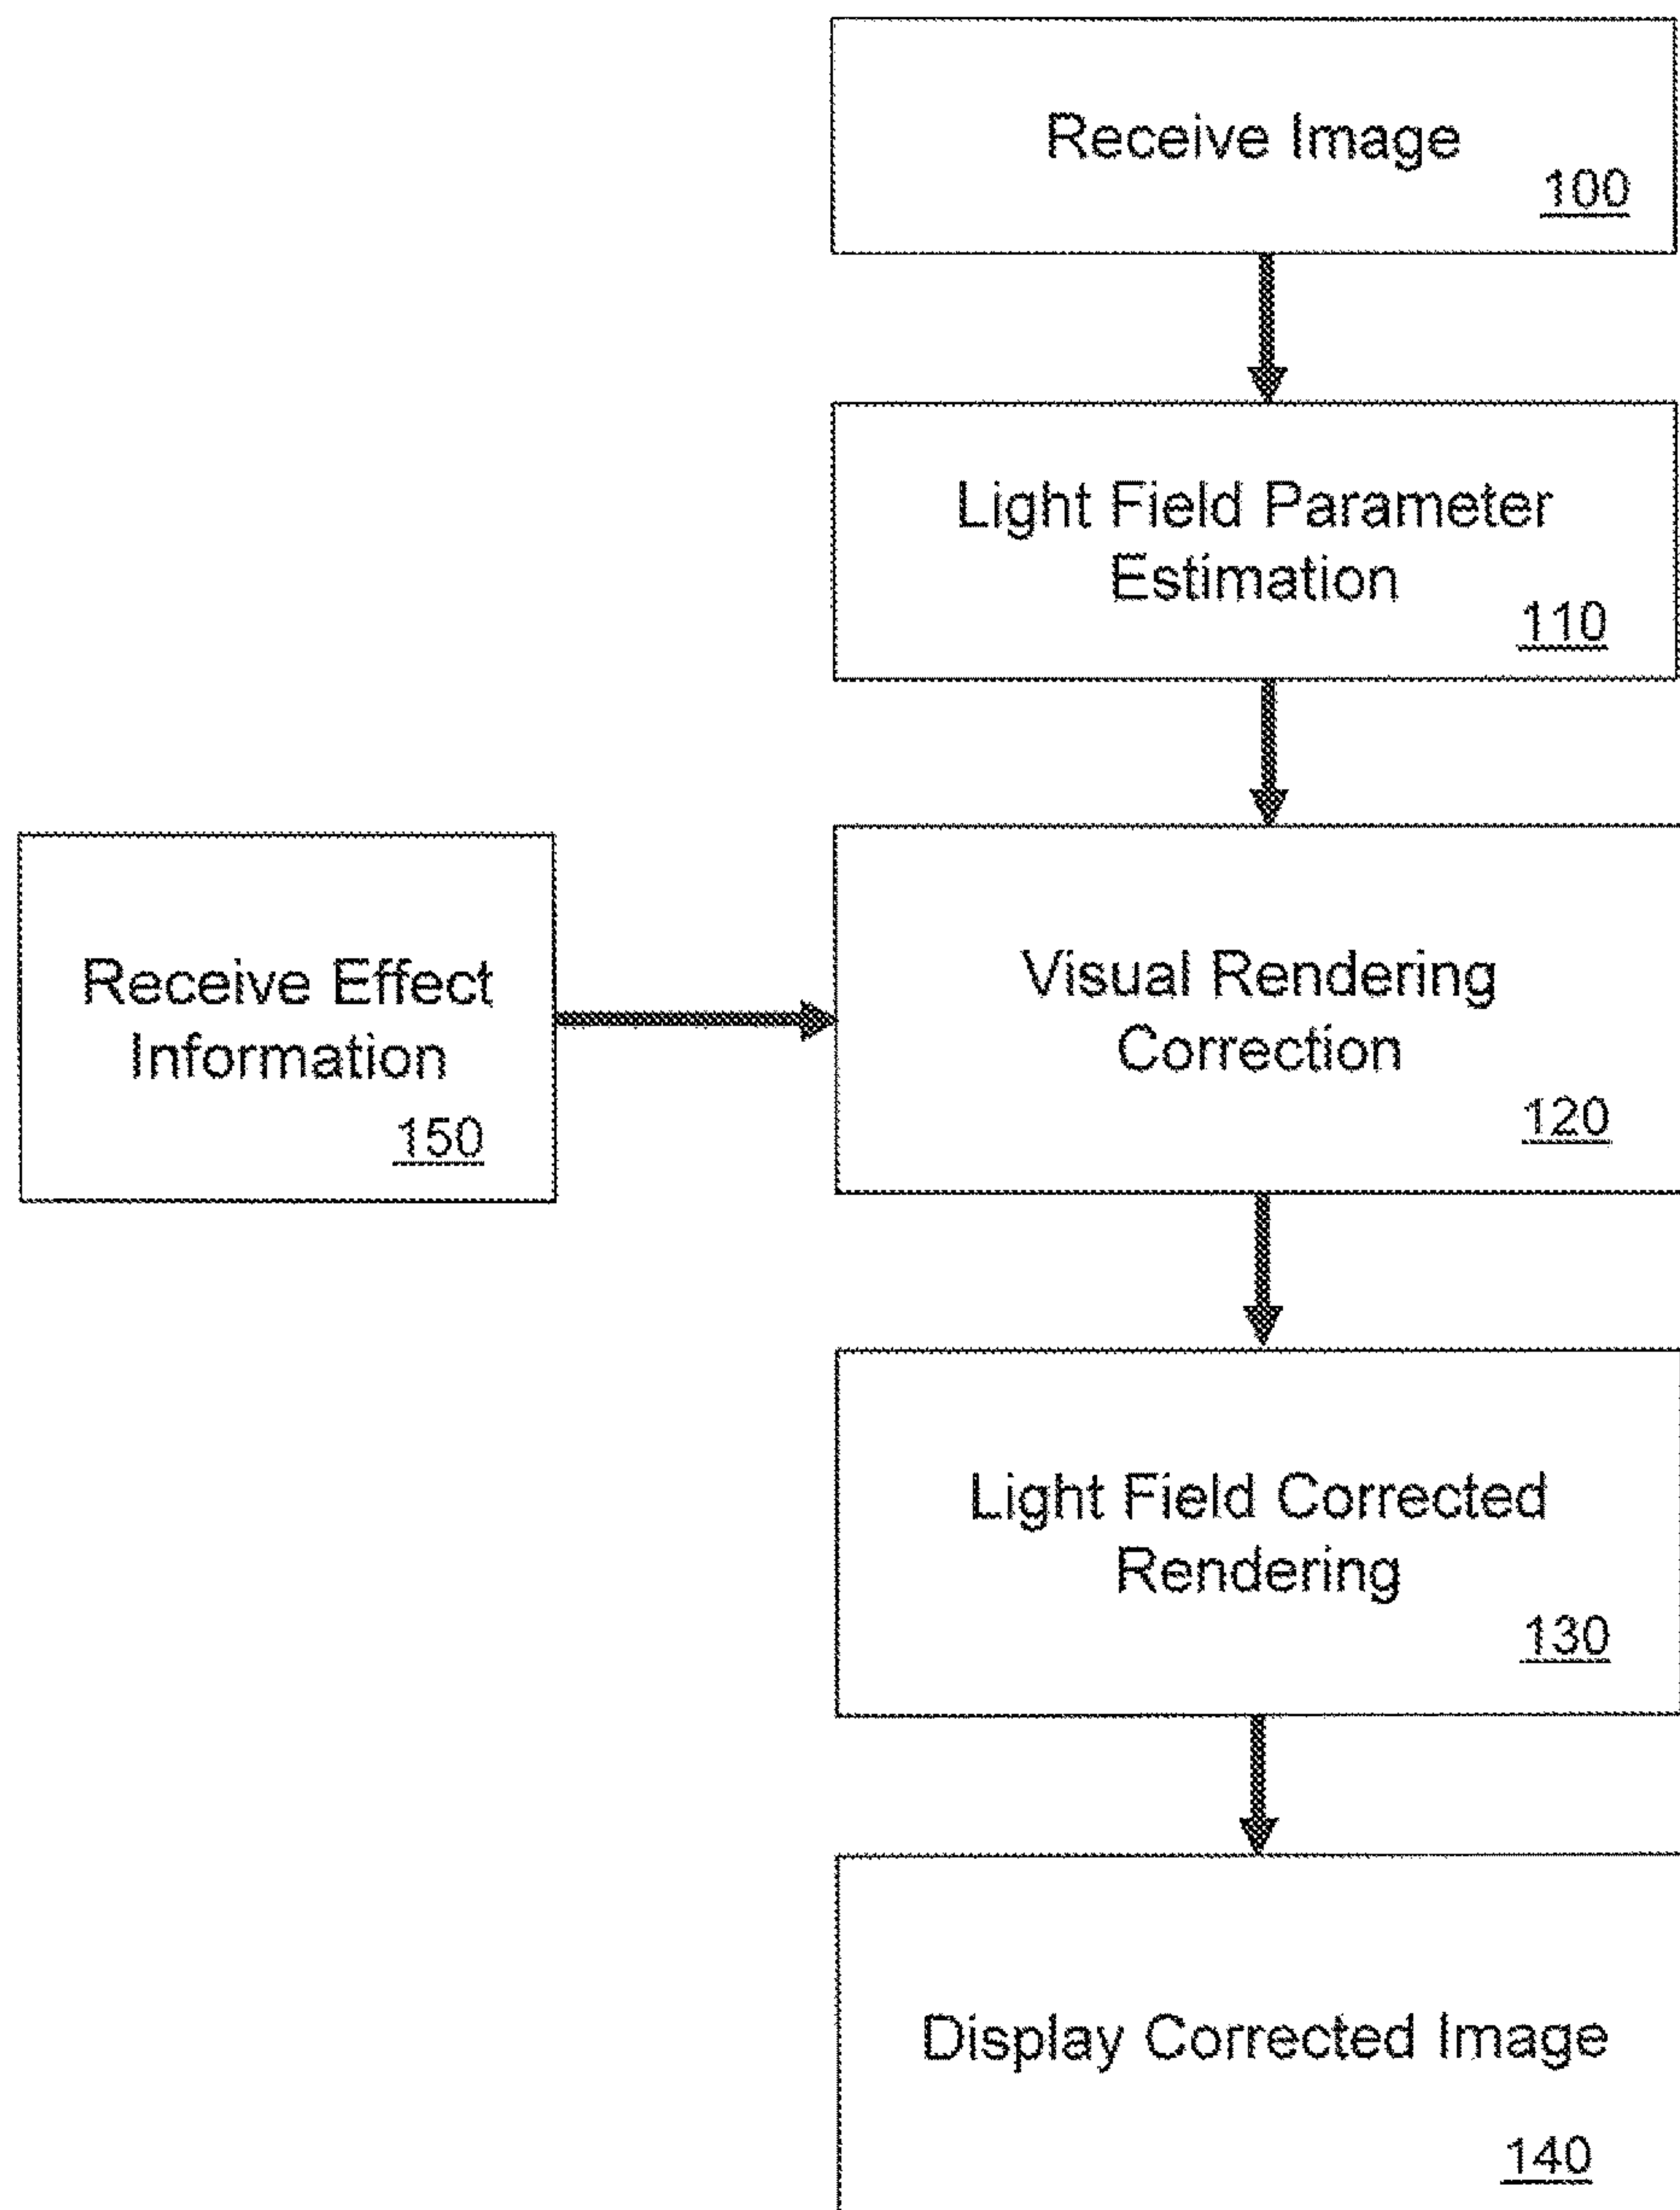 Receive Image
100
Light Field Parameter
Estimation
110
Receive Effect
Information
150
Visual Rendering
Correction
120
Light Field Corrected
Rendering
130
Display Corrected Image
140